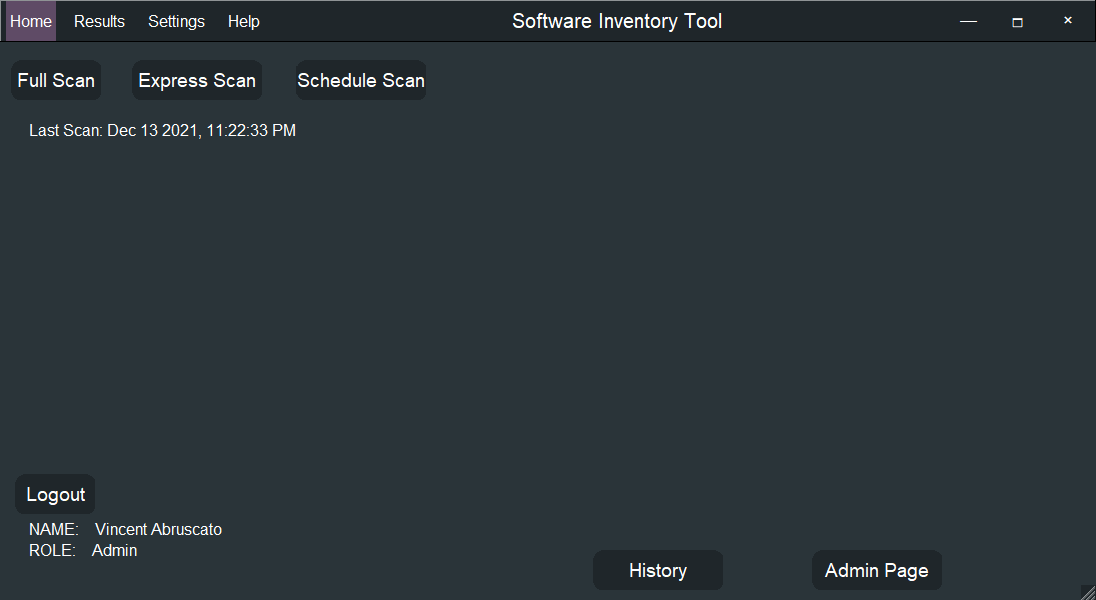 Home Results Settings Help Software Inventory Tool
Full Scan Express Scan Schedule Scan
Last Scan: Dec 13 2021, 11:22:33 PM
Logout
NAME: Vincent Abruscato
ROLE: Admin
History Admin Page